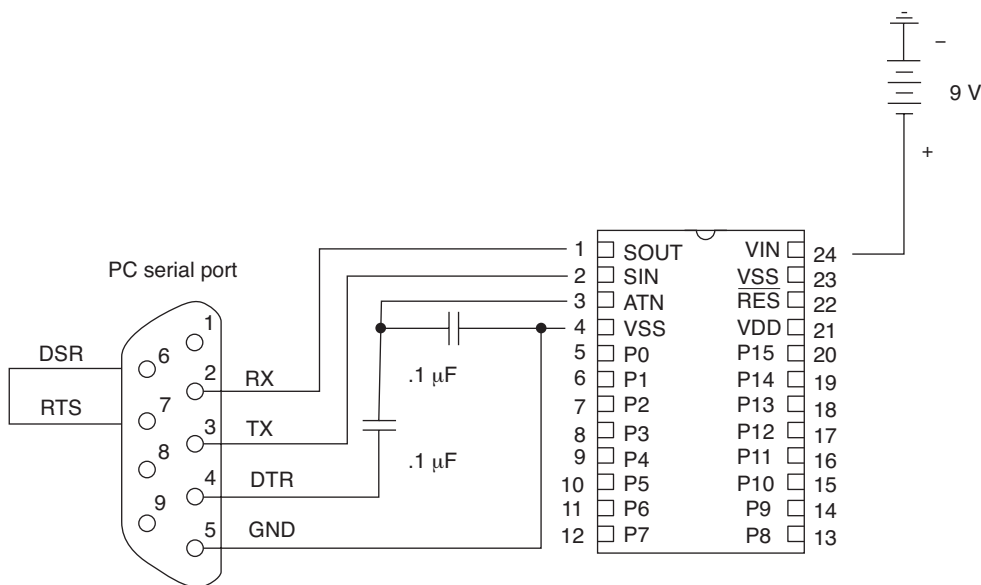 −
9 V
+
PC serial port
1
6
2
7
3
8
4
9
5
DSR
RTS
RX
TX
DTR
GND
.1 μF
.1 μF
1 SOUT VIN 24
2 SIN VSS 23
3 ATN RES 22
4 VSS VDD 21
5 P0 P15 20
6 P1 P14 19
7 P2 P13 18
8 P3 P12 17
9 P4 P11 16
10 P5 P10 15
11 P6 P9 14
12 P7 P8 13